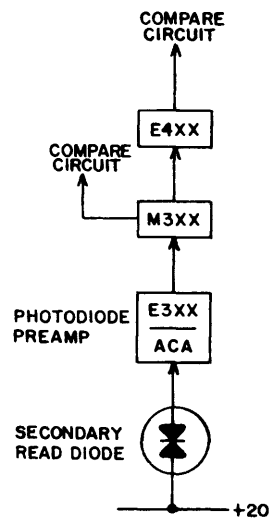 COMPARE
CIRCUIT
E4XX
COMPARE
CIRCUIT
M3XX
PHOTODIODE
PREAMP
E3XX
ACA
SECONDARY
READ DIODE
+20